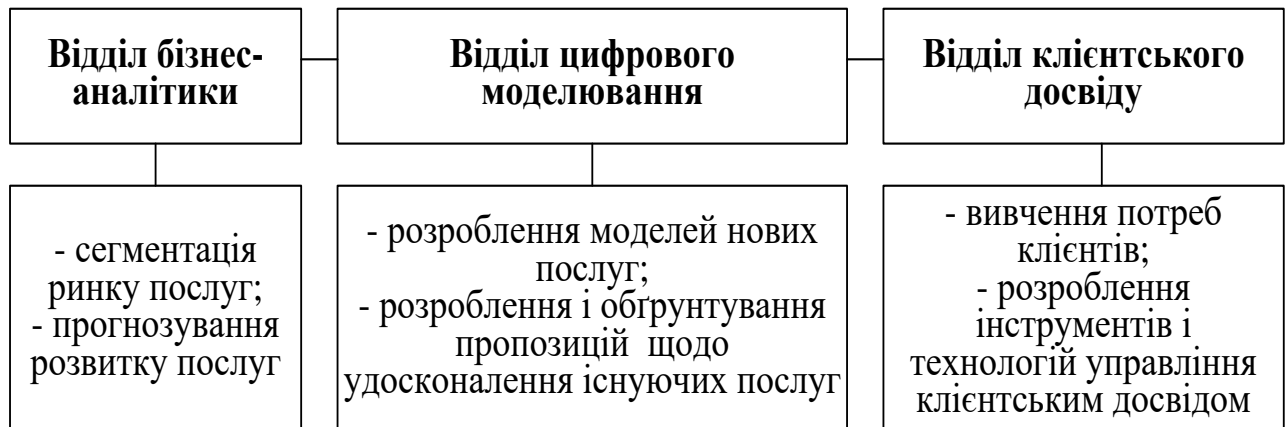 Відділ бізнес-
аналітики
Відділ цифрового
моделювання
Відділ клієнтського
досвіду
- сегментація
ринку послуг;
- прогнозування
розвитку послуг
- розроблення моделей нових
послуг;
- розроблення і обґрунтування
пропозицій щодо
удосконалення існуючих послуг
- вивчення потреб
клієнтів;
- розроблення
інструментів і
технологій управління
клієнтським досвідом